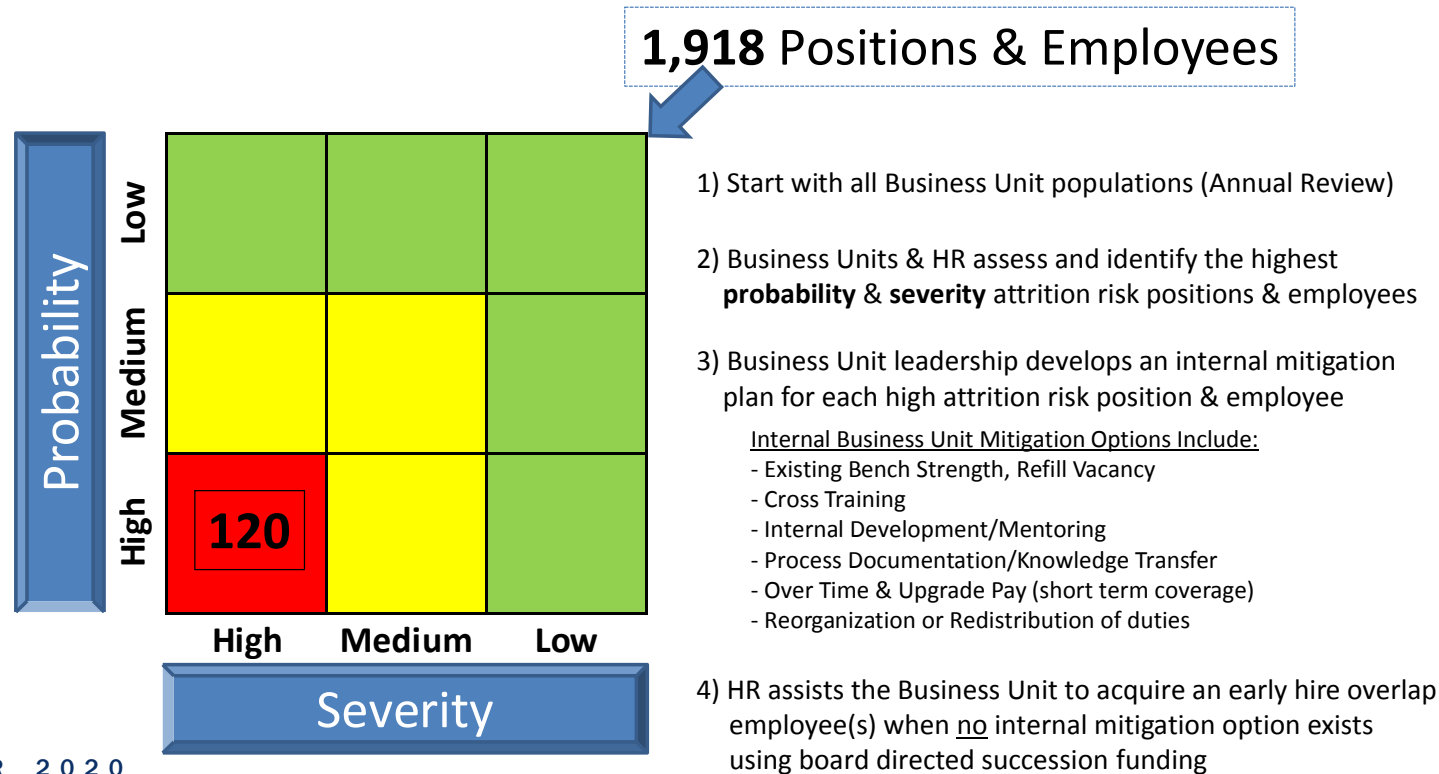 1,918 Positions & Employees
Probability
Low
Medium
High
120
High Medium Low
Severity
1) Start with all Business Unit populations (Annual Review)
2) Business Units & HR assess and identify the highest
probability & severity attrition risk positions & employees
3) Business Unit leadership develops an internal mitigation
plan for each high attrition risk position & employee
Internal Business Unit Mitigation Options Include:
- Existing Bench Strength, Refill Vacancy
- Cross Training
- Internal Development/Mentoring
- Process Documentation/Knowledge Transfer
- Over Time & Upgrade Pay (short term coverage)
- Reorganization or Redistribution of duties
4) HR assists the Business Unit to acquire an early hire overlap
employee(s) when no internal mitigation option exists
using board directed succession funding
R 2020